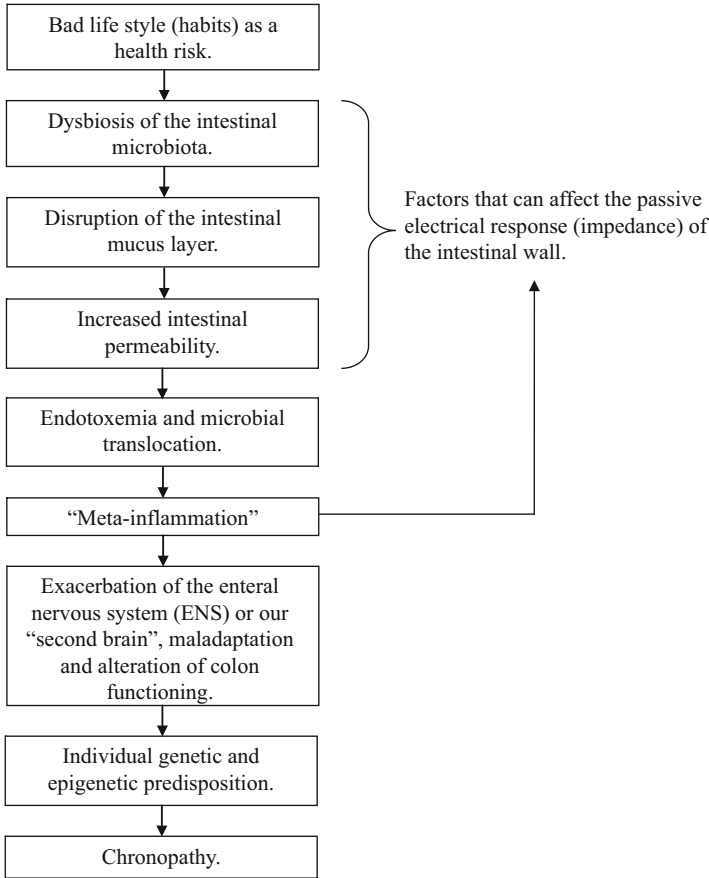 Bad life style (habits) as a
health risk.
Dysbiosis of the intestinal
microbiota.
Disruption of the intestinal
mucus layer.
Increased intestinal
permeability.
Factors that can affect the passive
electrical response (impedance) of
the intestinal wall.
Endotoxemia and microbial
translocation.
“Meta-inflammation”
Exacerbation of the enteral
nervous system (ENS) or our
“second brain”, maladaptation
and alteration of colon
functioning.
Individual genetic and
epigenetic predisposition.
Chronopathy.